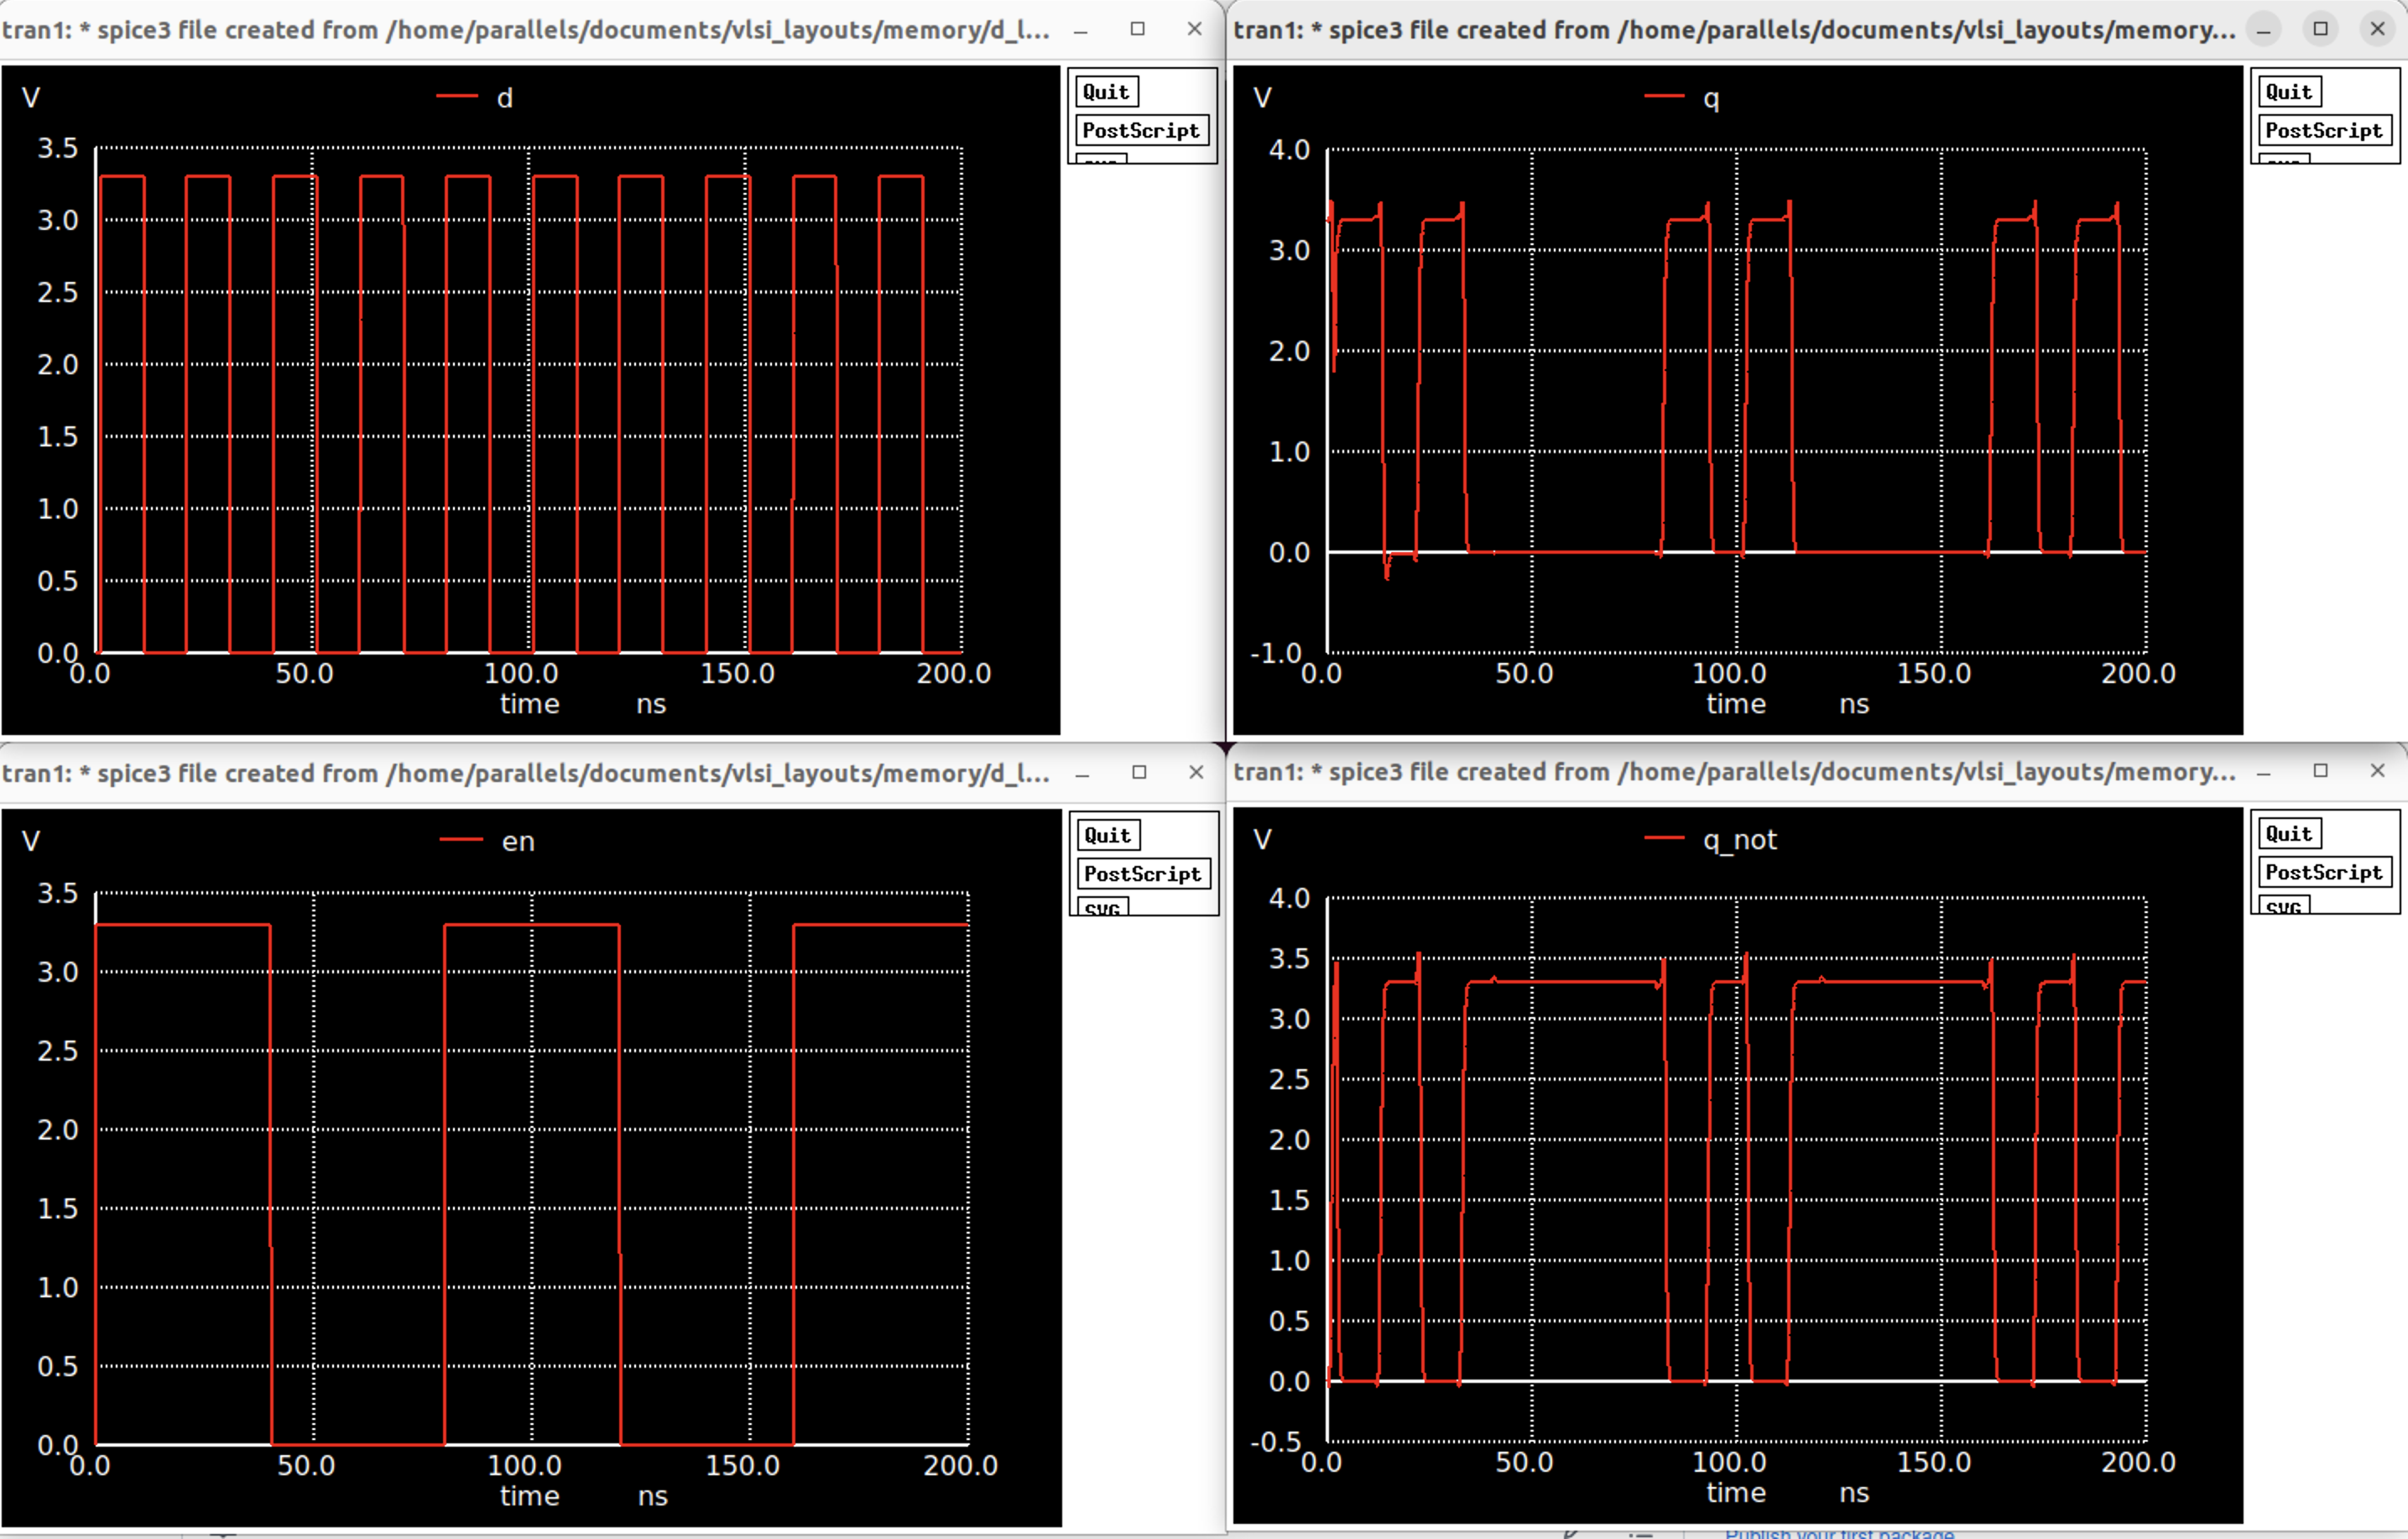 tran1: * spice3 file created from /home/parallels/documents/vlsi_layouts/memory/d_l...
V
d
3.5
3.0
2.5
2.0
1.5
1.0
0.5
0.0
0.0 50.0 100.0 150.0 200.0
time ns
Quit
PostScript
tran1: * spice3 file created from /home/parallels/documents/vlsi_layouts/memory...
V
q
4.0
3.0
2.0
1.0
0.0
-1.0
0.0 50.0 100.0 150.0 200.0
time ns
Quit
PostScript
tran1: * spice3 file created from /home/parallels/documents/vlsi_layouts/memory/d_l...
V
en
3.5
3.0
2.5
2.0
1.5
1.0
0.5
0.0
0.0 50.0 100.0 150.0 200.0
time ns
Quit
PostScript
SVG
tran1: * spice3 file created from /home/parallels/documents/vlsi_layouts/memory...
V
q_not
4.0
3.5
3.0
2.5
2.0
1.5
1.0
0.5
0.0
-0.5
0.0 50.0 100.0 150.0 200.0
time ns
Quit
PostScript
SVG
Publish your first package